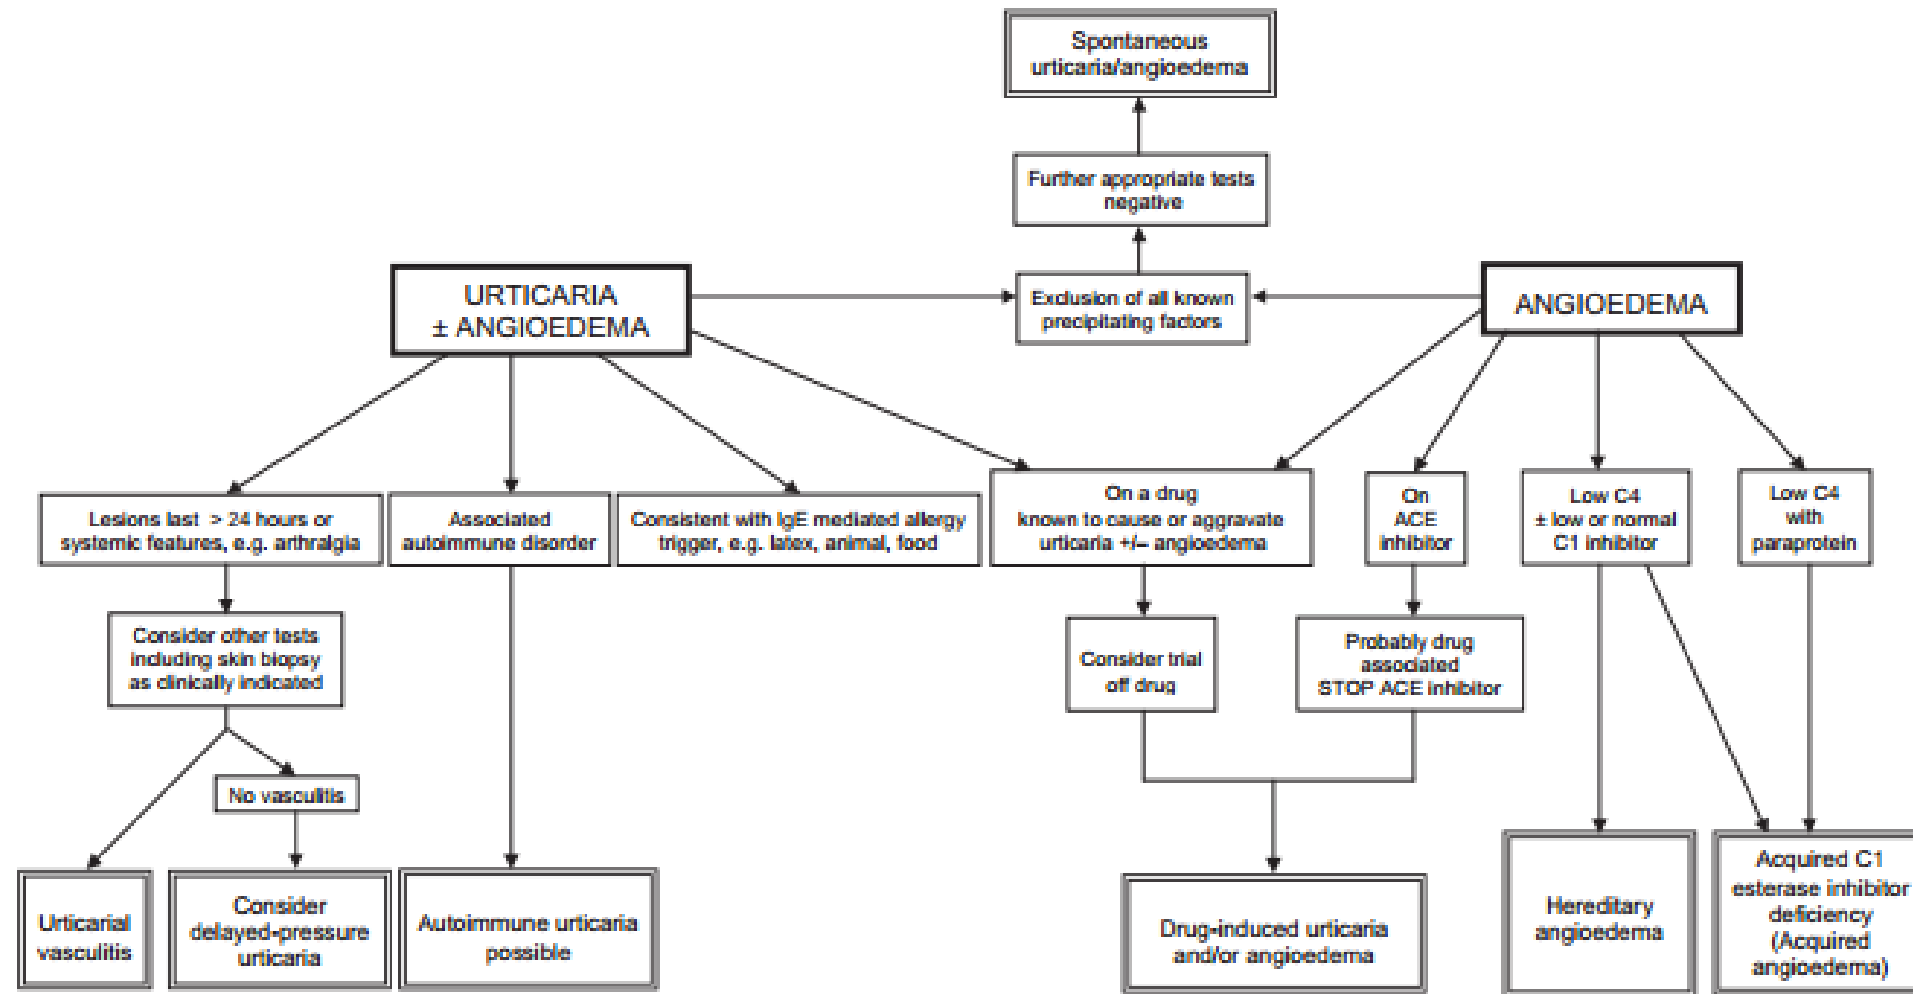 Spontaneous
urticaria/angioedema
Further appropriate tests
negative
URTICARIA
± ANGIOEDEMA
Exclusion of all known
precipitating factors
ANGIOEDEMA
Lesions last > 24 hours or
systemic features, e.g. arthralgia
Associated
autoimmune disorder
Consistent with IgE mediated allergy
trigger, e.g. latex, animal, food
On a drug
known to cause or aggravate
urticaria +/– angioedema
On
ACE
inhibitor
Low C4
± low or normal
C1 inhibitor
Low C4
with
paraprotein
Consider other tests
including skin biopsy
as clinically indicated
Consider trial
off drug
Probably drug
associated
STOP ACE inhibitor
No vasculitis
Urticarial
vasculitis
Consider
delayed-pressure
urticaria
Autoimmune urticaria
possible
Drug-induced urticaria
and/or angioedema
Hereditary
angioedema
Acquired C1
esterase inhibitor
deficiency
(Acquired
angioedema)